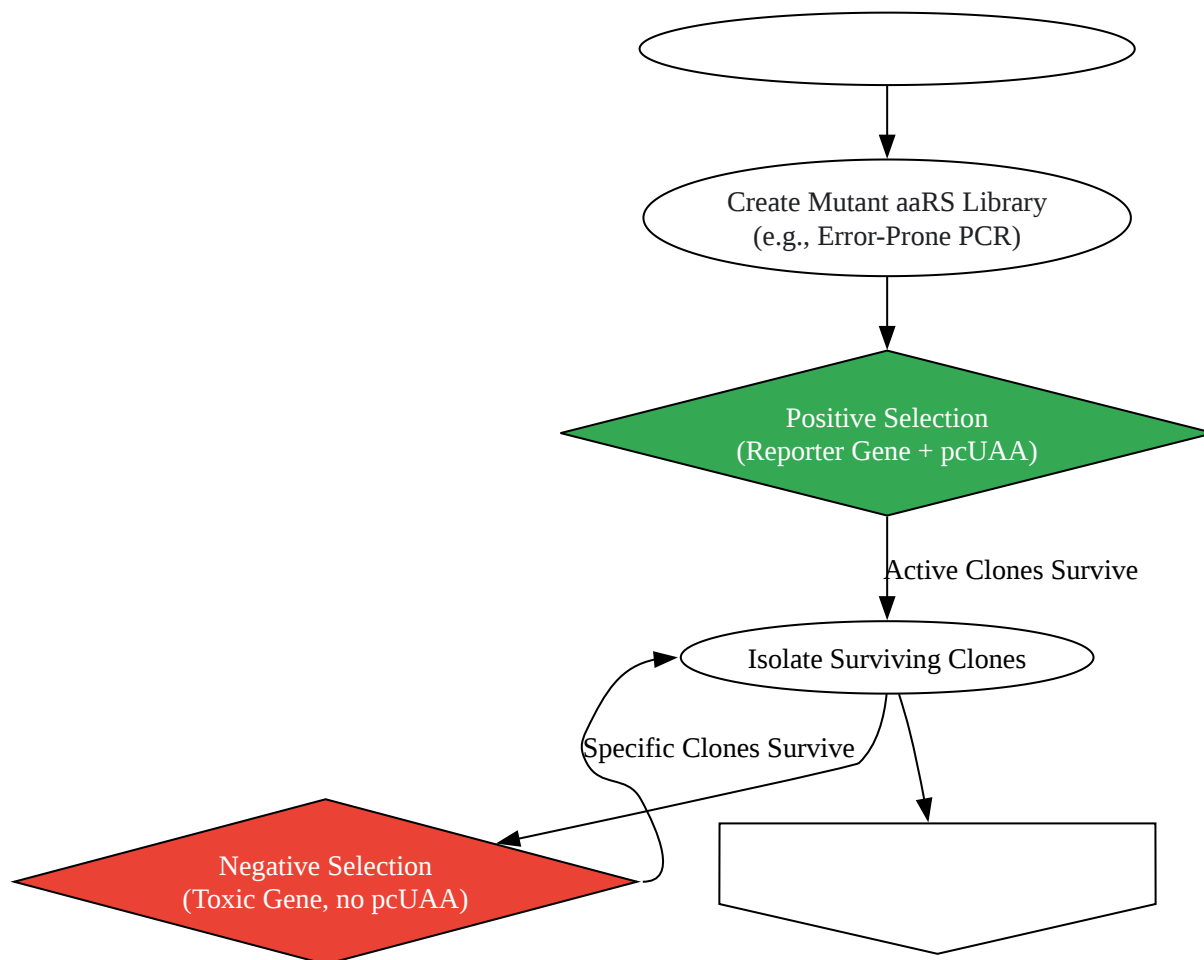 Create Mutant aaRS Library
(e.g., Error-Prone PCR)
Positive Selection
(Reporter Gene + pcUAA)
Active Clones Survive
Isolate Surviving Clones
Specific Clones Survive
Negative Selection
(Toxic Gene, no pcUAA)